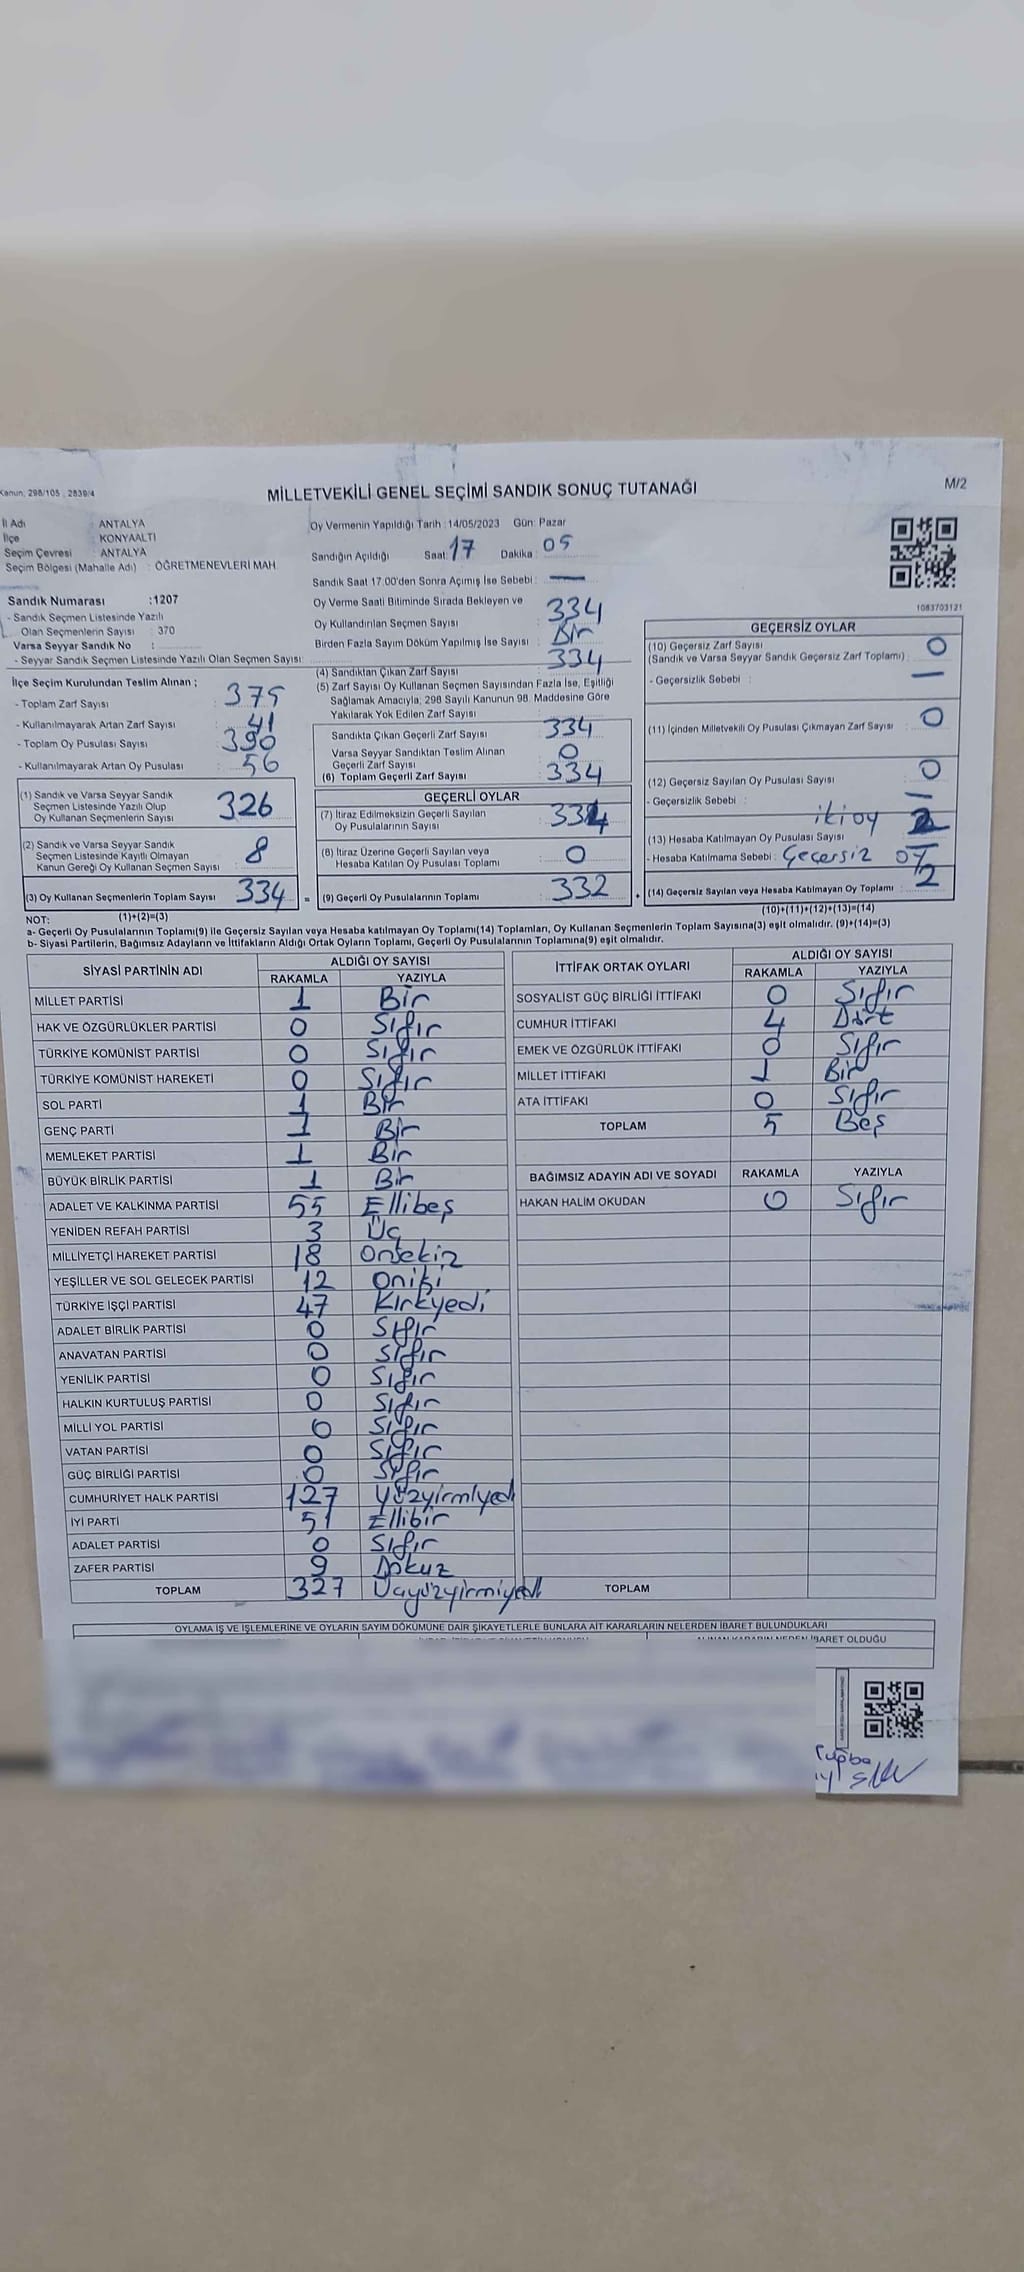 Kanun, 298/105 , 2839/4
MİLLETVEKİLİ GENEL SEÇİMİ SANDIK SONUÇ TUTANAĞI
M/2
İl Adı : ANTALYA
İlçe : KONYAALTI
Seçim Çevresi : ANTALYA
Seçim Bölgesi (Mahalle Adı) : ÖĞRETMENEVLERİ MAH.
Sandık Numarası :1207
- Sandık Seçmen Listesinde Yazılı
Olan Seçmenlerin Sayısı : 370
Varsa Seyyar Sandık No :
- Seyyar Sandık Seçmen Listesinde Yazılı Olan Seçmen Sayısı:
Oy Vermenin Yapıldığı Tarih :14/05/2023 Gün: Pazar
Sandığın Açıldığı Saat: 17 Dakika : 05
Sandık Saat 17.00'den Sonra Açılmış İse Sebebi : —
Oy Verme Saati Bitiminde Sırada Bekleyen ve
Oy Kullandırılan Seçmen Sayısı : 334
Birden Fazla Sayım Döküm Yapılmış İse Sayısı : Bir
1083703121
İlçe Seçim Kurulundan Teslim Alınan ;
- Toplam Zarf Sayısı : 375
- Kullanılmayarak Artan Zarf Sayısı : 41
- Toplam Oy Pusulası Sayısı : 390
- Kullanılmayarak Artan Oy Pusulası : 56
(1) Sandık ve Varsa Seyyar Sandık
Seçmen Listesinde Yazılı Olup
Oy Kullanan Seçmenlerin Sayısı : 326
(2) Sandık ve Varsa Seyyar Sandık
Seçmen Listesinde Kayıtlı Olmayan
Kanun Gereği Oy Kullanan Seçmen Sayısı : 8
(3) Oy Kullanan Seçmenlerin Toplam Sayısı : 334 =
(4) Sandıktan Çıkan Zarf Sayısı : 334
(5) Zarf Sayısı Oy Kullanan Seçmen Sayısından Fazla İse, Eşitliği
Sağlamak Amacıyla, 298 Sayılı Kanunun 98. Maddesine Göre
Yakılarak Yok Edilen Zarf Sayısı :
Sandıkta Çıkan Geçerli Zarf Sayısı : 334
Varsa Seyyar Sandıktan Teslim Alınan
Geçerli Zarf Sayısı : 0
(6) Toplam Geçerli Zarf Sayısı : 334
GEÇERLİ OYLAR
(7) İtiraz Edilmeksizin Geçerli Sayılan
Oy Pusulalarının Sayısı :
(8) İtiraz Üzerine Geçerli Sayılan veya
Hesaba Katılan Oy Pusulası Toplamı : 0
(9) Geçerli Oy Pusulalarının Toplamı : 332 +
GEÇERSİZ OYLAR
(10) Geçersiz Zarf Sayısı
(Sandık ve Varsa Seyyar Sandık Geçersiz Zarf Toplamı) : 0
- Geçersizlik Sebebi : —
(11) İçinden Milletvekili Oy Pusulası Çıkmayan Zarf Sayısı : 0
(12) Geçersiz Sayılan Oy Pusulası Sayısı : 0
- Geçersizlik Sebebi : —
(13) Hesaba Katılmayan Oy Pusulası Sayısı : iki oy 2
- Hesaba Katılmama Sebebi : Geçersiz oy
(14) Geçersiz Sayılan veya Hesaba Katılmayan Oy Toplamı : 2
NOT: (1)+(2)=(3)
(10)+(11)+(12)+(13)=(14)
a- Geçerli Oy Pusulalarının Toplamı(9) ile Geçersiz Sayılan veya Hesaba katılmayan Oy Toplamı(14) Toplamları, Oy Kullanan Seçmenlerin Toplam Sayısına(3) eşit olmalıdır. (9)+(14)=(3)
b- Siyasi Partilerin, Bağımsız Adayların ve İttifakların Aldığı Ortak Oyların Toplamı, Geçerli Oy Pusulalarının Toplamına(9) eşit olmalıdır.
SİYASİ PARTİNİN ADI ALDIĞI OY SAYISI
RAKAMLA YAZIYLA
MİLLET PARTİSİ 1 Bir
HAK VE ÖZGÜRLÜKLER PARTİSİ 0 Sıfır
TÜRKİYE KOMÜNİST PARTİSİ 0 Sıfır
TÜRKİYE KOMÜNİST HAREKETİ 0 Sıfır
SOL PARTİ 1 Bir
GENÇ PARTİ 1 Bir
MEMLEKET PARTİSİ 1 Bir
BÜYÜK BİRLİK PARTİSİ 1 Bir
ADALET VE KALKINMA PARTİSİ 55 Ellibeş
YENİDEN REFAH PARTİSİ 3 Üç
MİLLİYETÇİ HAREKET PARTİSİ 18 Onsekiz
YEŞİLLER VE SOL GELECEK PARTİSİ 12 Oniki
TÜRKİYE İŞÇİ PARTİSİ 47 Kırkyedi
ADALET BİRLİK PARTİSİ 0 Sıfır
ANAVATAN PARTİSİ 0 Sıfır
YENİLİK PARTİSİ 0 Sıfır
HALKIN KURTULUŞ PARTİSİ 0 Sıfır
MİLLİ YOL PARTİSİ 0 Sıfır
VATAN PARTİSİ 0 Sıfır
GÜÇ BİRLİĞİ PARTİSİ 0 Sıfır
CUMHURİYET HALK PARTİSİ 127 Yüzyirmiyedi
İYİ PARTİ 51 Ellibir
ADALET PARTİSİ 0 Sıfır
ZAFER PARTİSİ 9 Dokuz
TOPLAM 327 Üçyüzyirmiyedi
İTTİFAK ORTAK OYLARI ALDIĞI OY SAYISI
RAKAMLA YAZIYLA
SOSYALİST GÜÇ BİRLİĞİ İTTİFAKI 0 Sıfır
CUMHUR İTTİFAKI 4 Dört
EMEK VE ÖZGÜRLÜK İTTİFAKI 0 Sıfır
MİLLET İTTİFAKI 1 Bir
ATA İTTİFAKI 0 Sıfır
TOPLAM 5 Beş
BAĞIMSIZ ADAYIN ADI VE SOYADI RAKAMLA YAZIYLA
HAKAN HALİM OKUDAN 0 Sıfır
TOPLAM
OYLAMA İŞ VE İŞLEMLERİNE VE OYLARIN SAYIM DÖKÜMÜNE DAİR ŞİKAYETLERLE BUNLARA AİT KARARLARIN NELERDEN İBARET BULUNDUKLARI
ALINAN KARARIN NEDEN İBARET OLDUĞU